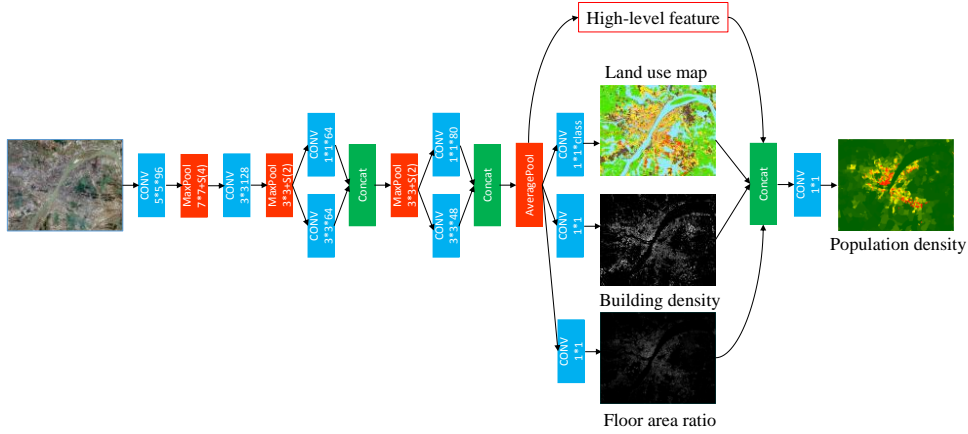 High-level feature
Land use map
CONV
5*5*96
MaxPool
7*7+S(4)
CONV
3*3128
MaxPool
3*3+S(2)
CONV
1*1*64
CONV
3*3*64
Concat
MaxPool
3*3+S(2)
CONV
1*1*80
CONV
3*3*48
Concat
AveragePool
CONV
1*1*class
CONV
1*1
CONV
1*1
Concat
CONV
1*1
Population density
Building density
Floor area ratio